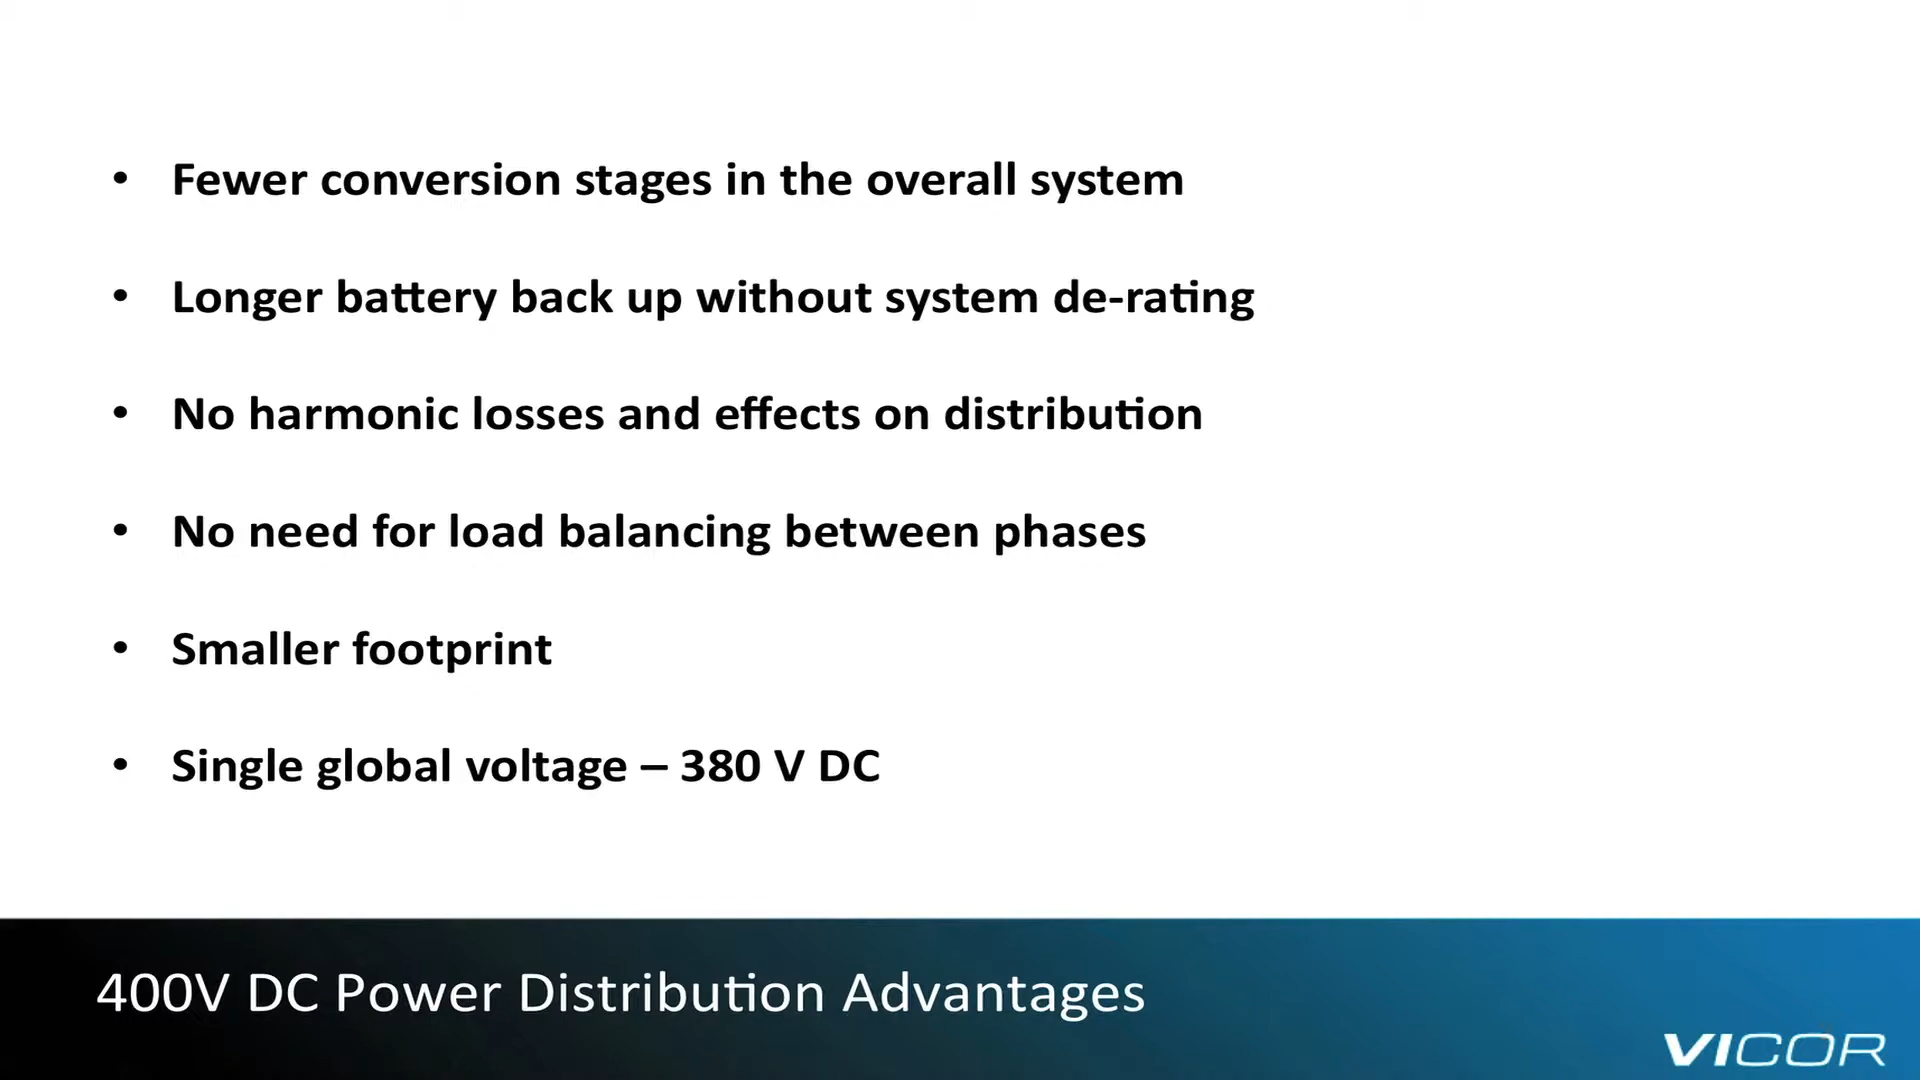 • Fewer conversion stages in the overall system
• Longer battery back up without system de-rating
• No harmonic losses and effects on distribution
• No need for load balancing between phases
• Smaller footprint
• Single global voltage – 380 V DC
400V DC Power Distribution Advantages
VICOR